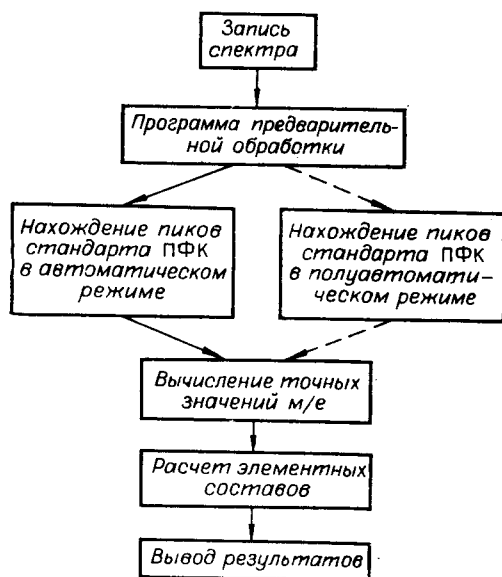 Запись
спектра
Программа предваритель-
ной обработки
Нахождение пиков
стандарта ПФК
в автоматическом
режиме
Нахождение пиков
стандарта ПФК
в полуавтомати-
ческом режиме
Вычисление точных
значений м/е
Расчет элементных
составов
Вывод результатов